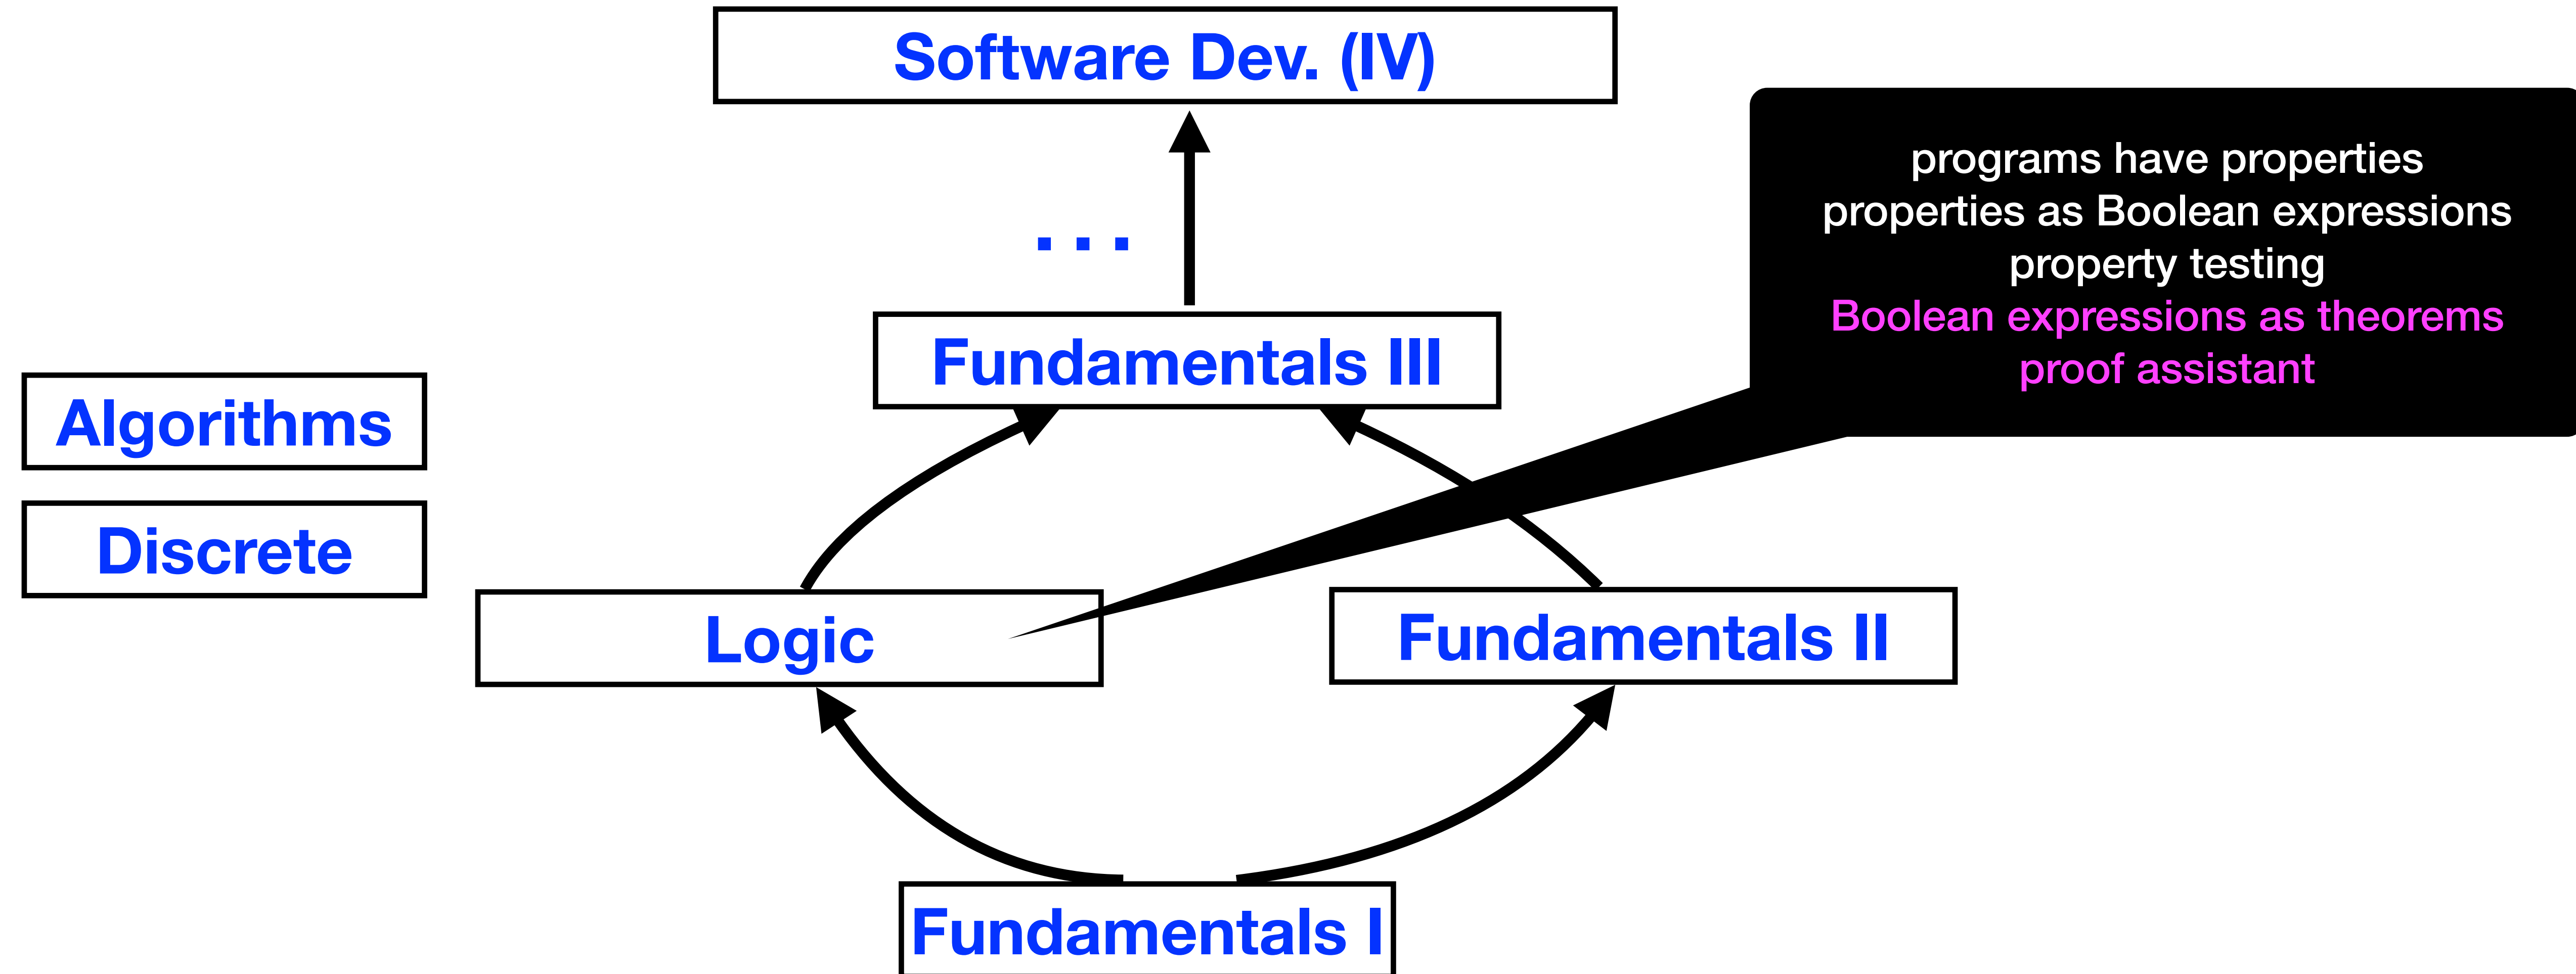 Software Dev. (IV)
programs have properties
properties as Boolean expressions
property testing
Boolean expressions as theorems
proof assistant
...
Fundamentals III
Algorithms
Discrete
Logic
Fundamentals II
Fundamentals I